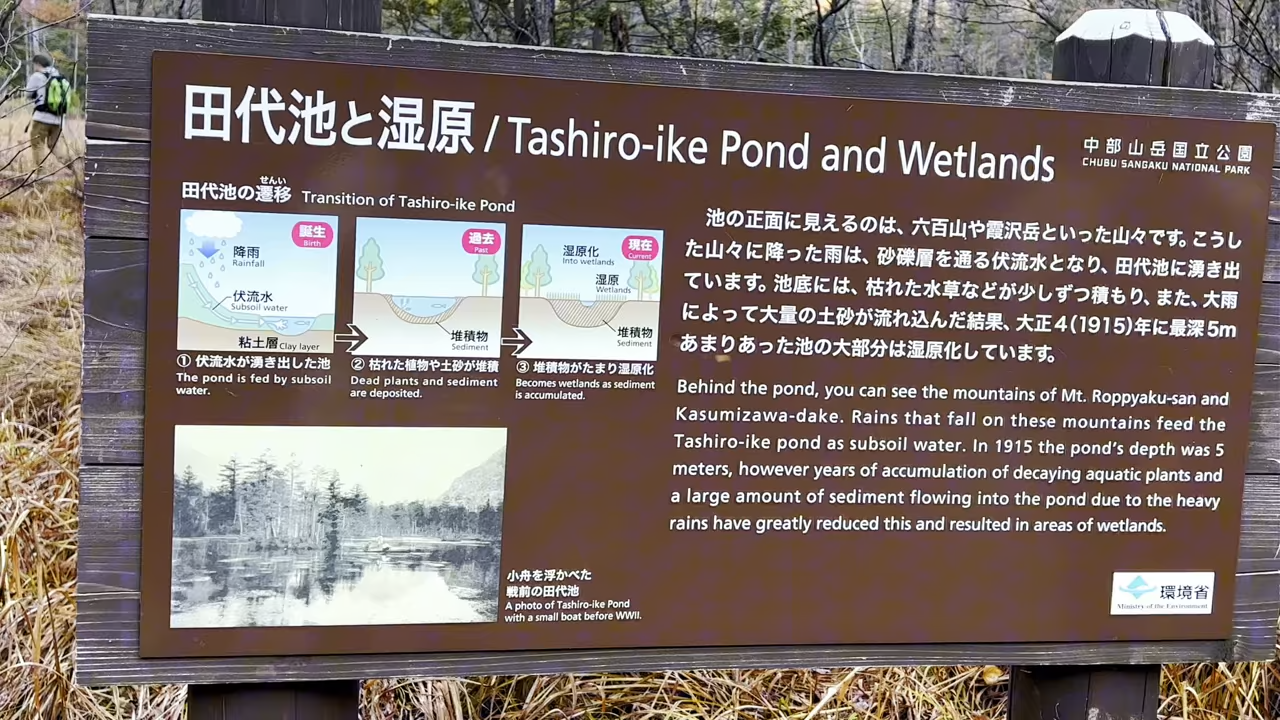 田代池と湿原 / Tashiro-ike Pond and Wetlands
中部山岳国立公園
CHUBU SANGAKU NATIONAL PARK
せんい
田代池の遷移 Transition of Tashiro-ike Pond
誕生
Birth
降雨
Rainfall
伏流水
Subsoil water
粘土層 Clay layer
① 伏流水が湧き出した池
The pond is fed by subsoil
water.
過去
Past
堆積物
Sediment
② 枯れた植物や土砂が堆積
Dead plants and sediment
are deposited.
現在
Current
湿原化
Into wetlands
湿原
Wetlands
堆積物
Sediment
③ 堆積物がたまり湿原化
Becomes wetlands as sediment
is accumulated.
池の正面に見えるのは、六百山や霞沢岳といった山々です。こうし
た山々に降った雨は、砂礫層を通る伏流水となり、田代池に湧き出
ています。池底には、枯れた水草などが少しずつ積もり、また、大雨
によって大量の土砂が流れ込んだ結果、大正4(1915)年に最深5m
あまりあった池の大部分は湿原化しています。
Behind the pond, you can see the mountains of Mt. Roppyaku-san and
Kasumizawa-dake. Rains that fall on these mountains feed the
Tashiro-ike pond as subsoil water. In 1915 the pond's depth was 5
meters, however years of accumulation of decaying aquatic plants and
a large amount of sediment flowing into the pond due to the heavy
rains have greatly reduced this and resulted in areas of wetlands.
小舟を浮かべた
戦前の田代池
A photo of Tashiro-ike Pond
with a small boat before WWII.
環境省
Ministry of the Environment